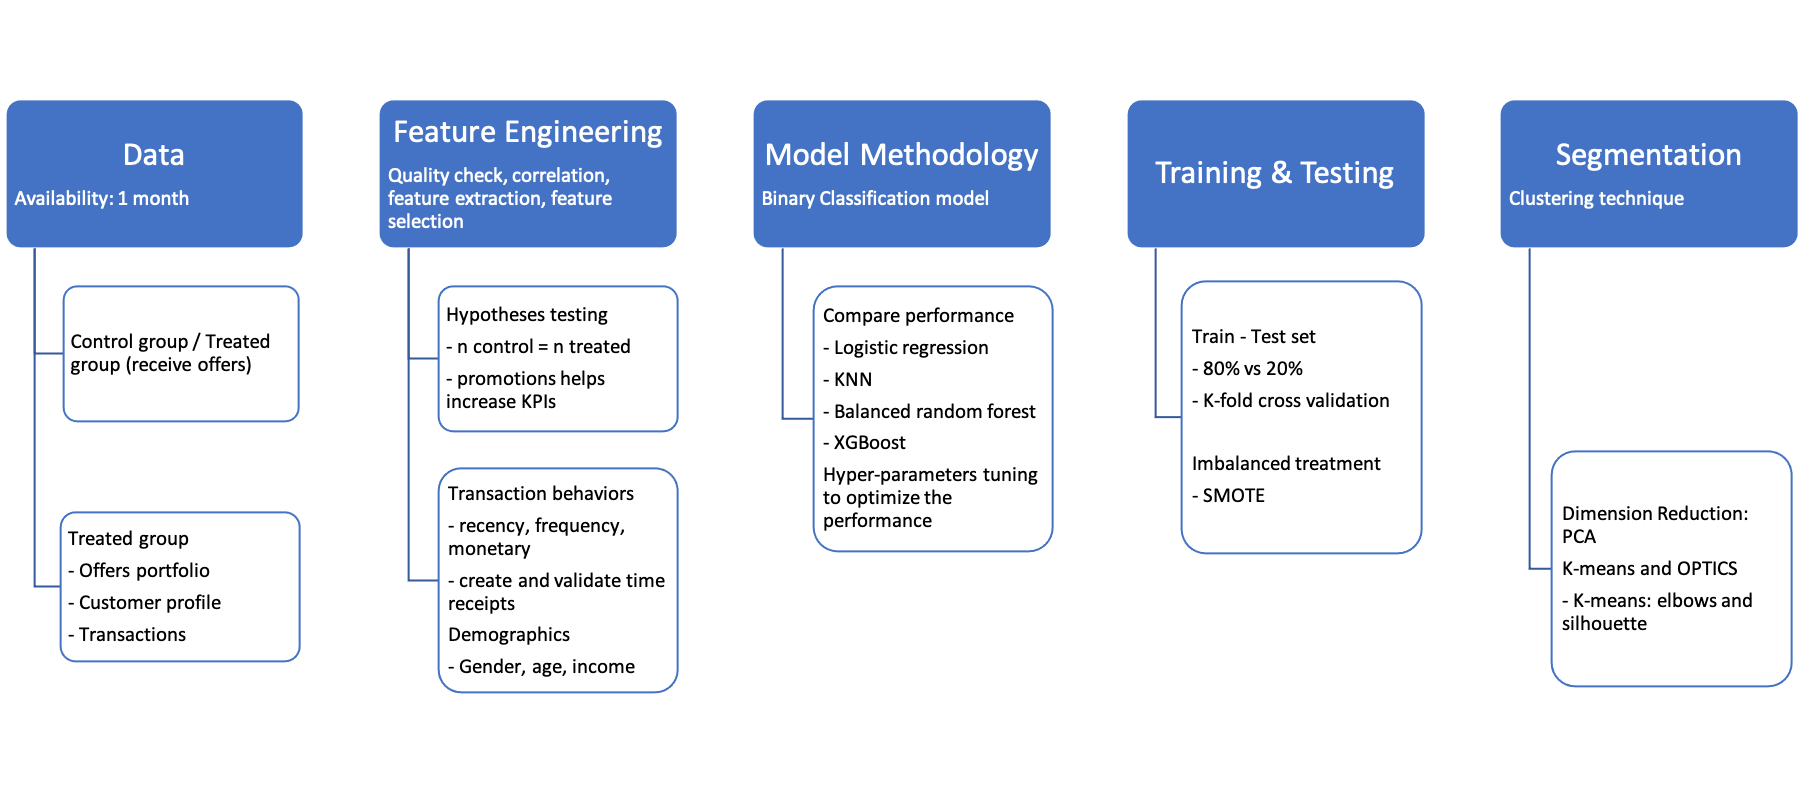 Data
Availability: 1 month
Control group / Treated
group (receive offers)
Treated group
- Offers portfolio
- Customer profile
- Transactions
Feature Engineering
Quality check, correlation,
feature extraction, feature
selection
Hypotheses testing
- n control = n treated
- promotions helps
increase KPIs
Transaction behaviors
- recency, frequency,
monetary
- create and validate time
receipts
Demographics
- Gender, age, income
Model Methodology
Binary Classification model
Compare performance
- Logistic regression
- KNN
- Balanced random forest
- XGBoost
Hyper-parameters tuning
to optimize the
performance
Training & Testing
Train - Test set
- 80% vs 20%
- K-fold cross validation
Imbalanced treatment
- SMOTE
Segmentation
Clustering technique
Dimension Reduction:
PCA
K-means and OPTICS
- K-means: elbows and
silhouette